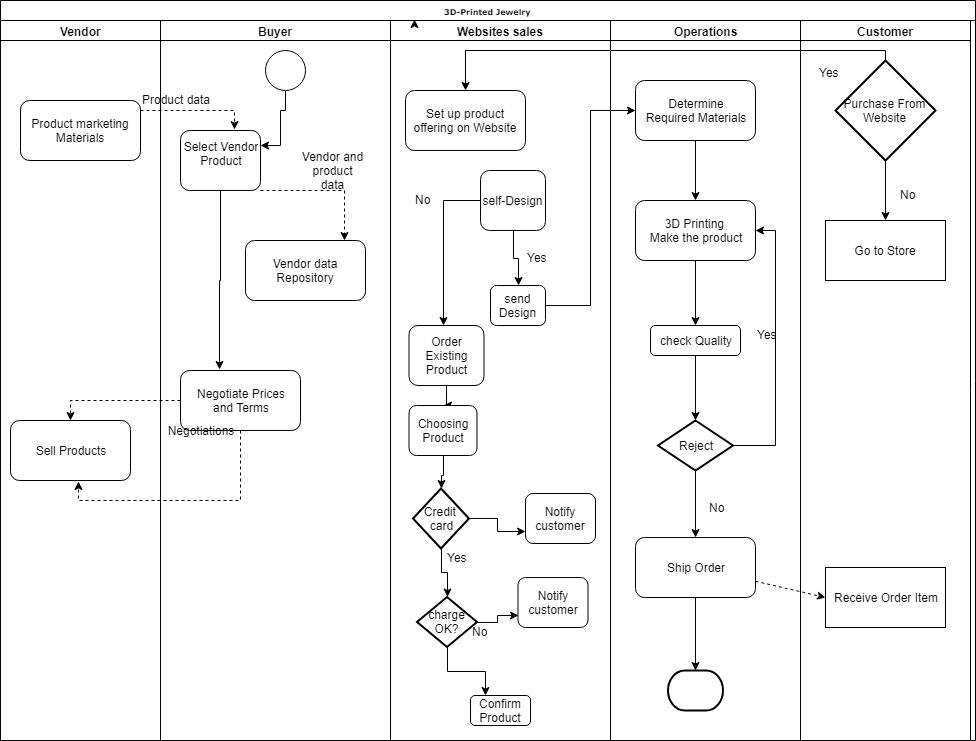 3D-Printed Jewelry
Vendor
Buyer
Websites sales
Operations
Customer
Product marketing
Materials
Product data
Select Vendor
Product
Vendor and
product
data
Vendor data
Repository
Negotiate Prices
and Terms
Negotiations
Sell Products
Set up product
offering on Website
self-Design
No
Yes
send
Design
Order
Existing
Product
Choosing
Product
Credit
card
Notify
customer
Yes
charge
OK?
No
Notify
customer
Confirm
Product
Determine
Required Materials
3D Printing
Make the product
check Quality
Yes
Reject
No
Ship Order
Yes
Purchase From
Website
No
Go to Store
Receive Order Item